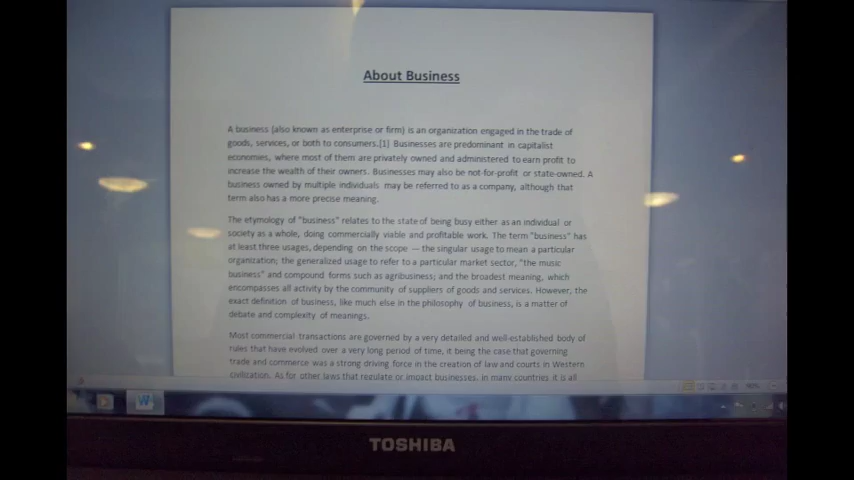 About Business
A business (also known as enterprise or firm) is an organization engaged in the trade of
goods, services, or both to consumers.[1] Businesses are predominant in capitalist
economies, where most of them are privately owned and administered to earn profit to
increase the wealth of their owners. Businesses may also be not-for-profit or state-owned. A
business owned by multiple individuals may be referred to as a company, although that
term also has a more precise meaning.
The etymology of "business" relates to the state of being busy either as an individual or
society as a whole, doing commercially viable and profitable work. The term "business" has
at least three usages, depending on the scope — the singular usage to mean a particular
organization; the generalized usage to refer to a particular market sector, "the music
business" and compound forms such as agribusiness; and the broadest meaning, which
encompasses all activity by the community of suppliers of goods and services. However, the
exact definition of business, like much else in the philosophy of business, is a matter of
debate and complexity of meanings.
Most commercial transactions are governed by a very detailed and well-established body of
rules that have evolved over a very long period of time, it being the case that governing
trade and commerce was a strong driving force in the creation of law and courts in Western
civilization. As for other laws that regulate or impact businesses, in many countries it is all
W
TOSHIBA